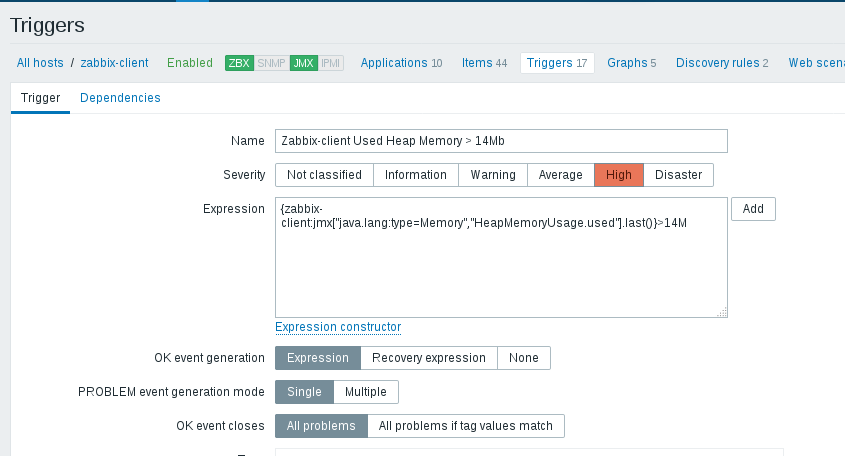 Triggers
All hosts / zabbix-client Enabled ZBX SNMP JMX IPMI Applications 10 Items 44 Triggers 17 Graphs 5 Discovery rules 2 Web scena
Trigger Dependencies
Name Zabbix-client Used Heap Memory > 14Mb
Severity Not classified Information Warning Average High Disaster
Expression {zabbix- Add
client:jmx["java.lang:type=Memory","HeapMemoryUsage.used"].last()}>14M
Expression constructor
OK event generation Expression Recovery expression None
PROBLEM event generation mode Single Multiple
OK event closes All problems All problems if tag values match